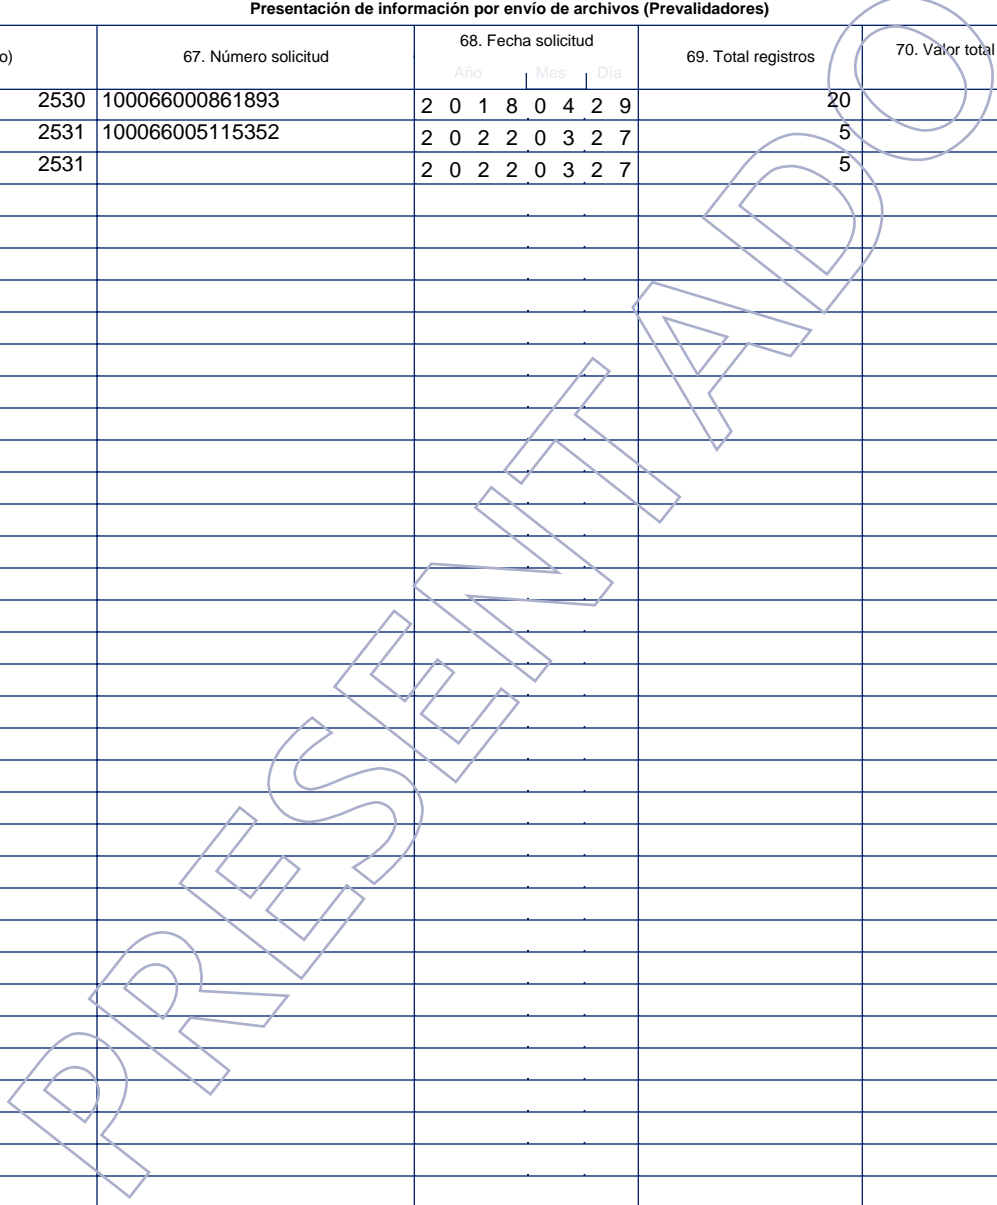 Presentación de información por envío de archivos (Prevalidadores)
o) 67. Número solicitud 68. Fecha solicitud 69. Total registros 70. Valor total
Año Mes Día
2530 100066000861893 2 0 1 8 0 4 2 9 20
2531 100066005115352 2 0 2 2 0 3 2 7 5
2531 2 0 2 2 0 3 2 7 5
PRESENTADO